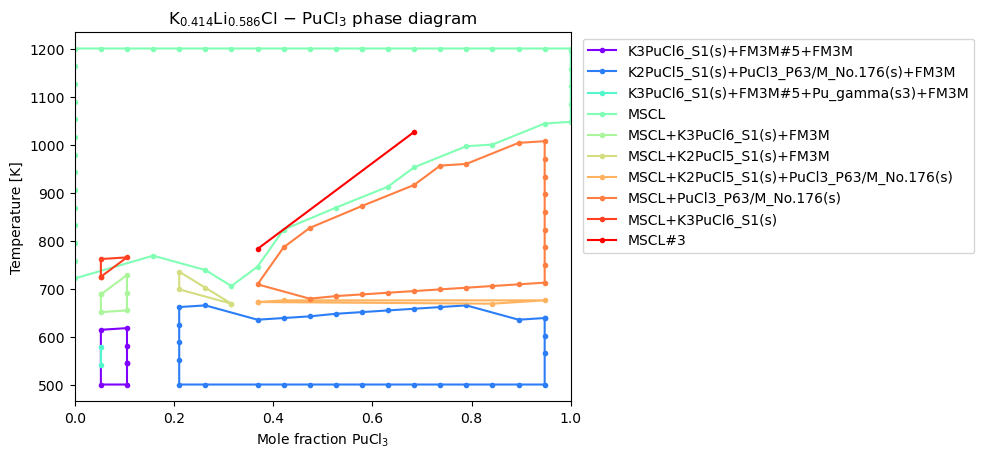 K0.414Li0.586Cl − PuCl3 phase diagram
Temperature [K]
1200
1100
1000
900
800
700
600
500
0.0 0.2 0.4 0.6 0.8 1.0
Mole fraction PuCl3
K3PuCl6_S1(s)+FM3M#5+FM3M
K2PuCl5_S1(s)+PuCl3_P63/M_No.176(s)+FM3M
K3PuCl6_S1(s)+FM3M#5+Pu_gamma(s3)+FM3M
MSCL
MSCL+K3PuCl6_S1(s)+FM3M
MSCL+K2PuCl5_S1(s)+FM3M
MSCL+K2PuCl5_S1(s)+PuCl3_P63/M_No.176(s)
MSCL+PuCl3_P63/M_No.176(s)
MSCL+K3PuCl6_S1(s)
MSCL#3